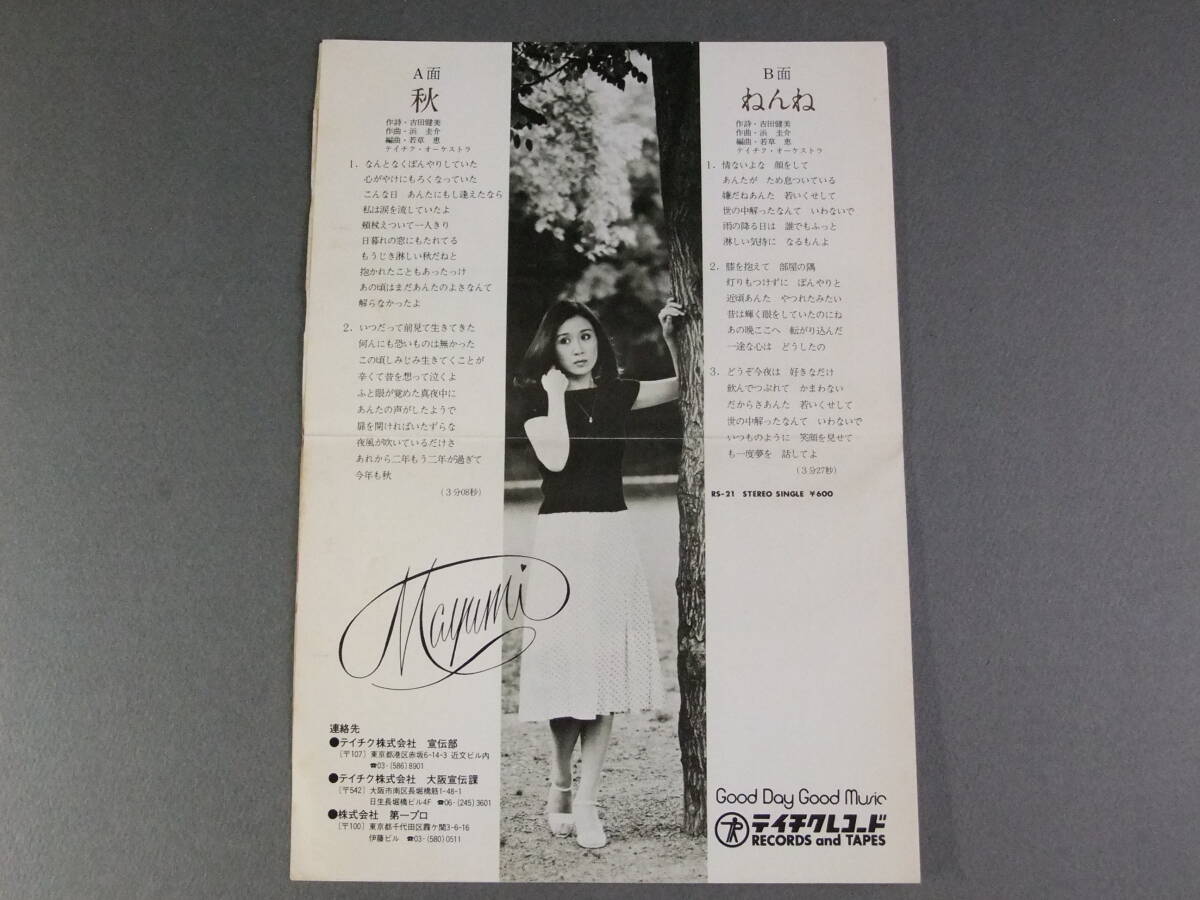 A面
秋
作詩・吉田健美
作曲・浜 圭介
編曲・若草 恵
テイチク・オーケストラ
1. なんとなくぼんやりしていた
心がやけにもろくなっていた
こんな日 あんたにもし逢えたなら
私は涙を流していたよ
頬杖えついて一人きり
日暮れの窓にもたれてる
もうじき淋しい秋だねと
抱かれたこともあったっけ
あの頃はまだあんたのよさなんて
解らなかったよ
2. いつだって前見て生きてきた
何んにも恐いものは無かった
この頃しみじみ生きてくことが
辛くて昔を想って泣くよ
ふと眼が覚めた真夜中に
あんたの声がしたようで
扉を開ければいたずらな
夜風が吹いているだけさ
あれから二年もう二年が過ぎて
今年も秋
(3分08秒)
Mayumi
連絡先
●テイチク株式会社 宣伝部
〔〒107〕東京都港区赤坂6-14-3 近文ビル内
☎03-(586)8901
●テイチク株式会社 大阪宣伝課
〔〒542〕大阪市南区長堀橋筋1-48-1
日生長堀橋ビル4F ☎06-(245)3601
●株式会社 第一プロ
〔〒100〕東京都千代田区霞ケ関3-6-16
伊藤ビル ☎03-(580)0511
B面
ねんね
作詩・吉田健美
作曲・浜 圭介
編曲・若草 恵
テイチク・オーケストラ
1. 情ないよな 顔をして
あんたが ため息ついている
嫌だねあんた 若いくせして
世の中解ったなんて いわないで
雨の降る日は 誰でもふっと
淋しい気持に なるもんよ
2. 膝を抱えて 部屋の隅
灯りもつけずに ぼんやりと
近頃あんた やつれたみたい
昔は輝く眼をしていたのにね
あの晩ここへ 転がり込んだ
一途な心は どうしたの
3. どうぞ今夜は 好きなだけ
飲んでつぶれて かまわない
だからさあんた 若いくせして
世の中解ったなんて いわないで
いつものように 笑顔を見せて
も一度夢を 話してよ
(3分27秒)
RS-21 STEREO SINGLE ¥600
Good Day Good Music
テイチクレコード
RECORDS and TAPES